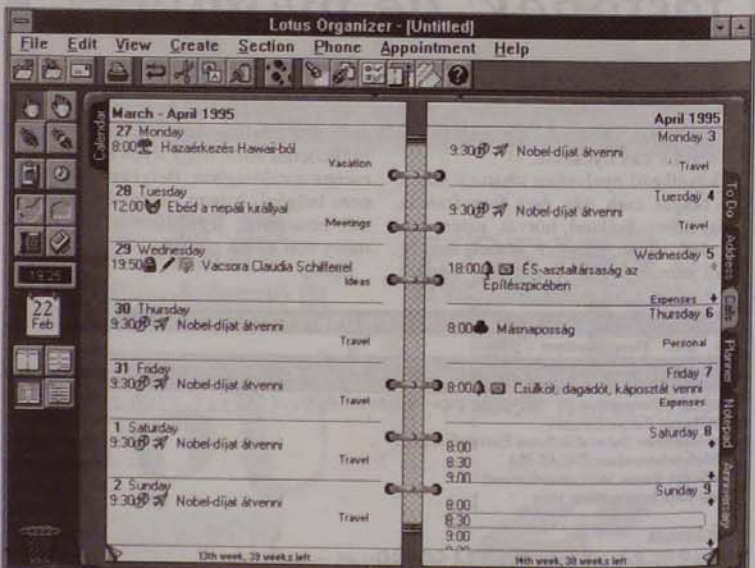 Lotus Organizer - [Untitled]
File Edit View Create Section Phone Appointment Help
Calendar
March - April 1995
27 Monday
8:00 Hazaérkezés Hawaii-ból
Vacation
28 Tuesday
12:00 Ebéd a nepáli királlyal
Meetings
29 Wednesday
19:50 Vacsora Claudia Schifferrel
Ideas
30 Thursday
9:30 Nobel-díjat átvenni
Travel
31 Friday
9:30 Nobel-díjat átvenni
Travel
1 Saturday
9:30 Nobel-díjat átvenni
Travel
2 Sunday
9:30 Nobel-díjat átvenni
Travel
13th week, 39 weeks left
April 1995
Monday 3
9:30 Nobel-díjat átvenni
Travel
Tuesday 4
9:30 Nobel-díjat átvenni
Travel
Wednesday 5
18:00 ÉS-asztaltársaság az
Építészpicében
Expenses
Thursday 6
8:00 Másnaposság
Personal
Friday 7
8:00 Csülköt, dagadót, káposztát venni
Expenses
Saturday 8
8:00
8:30
9:00
Sunday 9
8:00
8:30
9:00
14th week, 38 weeks left
To Do
Address
Calls
Planner
Notepad
Anniversary
19:25
22
Feb